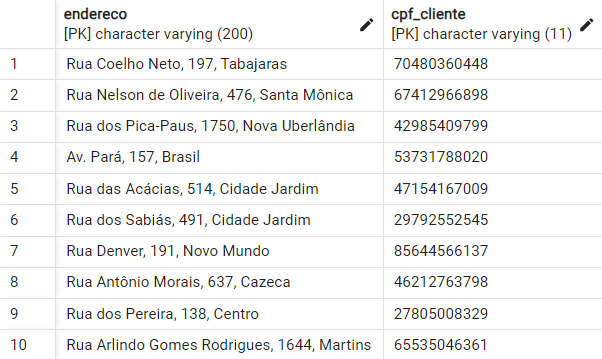 endereco cpf_cliente
[PK] character varying (200) [PK] character varying (11)
1 Rua Coelho Neto, 197, Tabajaras 70480360448
2 Rua Nelson de Oliveira, 476, Santa Mônica 67412966898
3 Rua dos Pica-Paus, 1750, Nova Uberlândia 42985409799
4 Av. Pará, 157, Brasil 53731788020
5 Rua das Acácias, 514, Cidade Jardim 47154167009
6 Rua dos Sabiás, 491, Cidade Jardim 29792552545
7 Rua Denver, 191, Novo Mundo 85644566137
8 Rua Antônio Morais, 637, Cazeca 46212763798
9 Rua dos Pereira, 138, Centro 27805008329
10 Rua Arlindo Gomes Rodrigues, 1644, Martins 65535046361